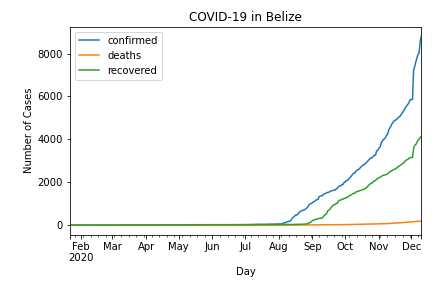 COVID-19 in Belize
confirmed
deaths
recovered
Number of Cases
8000
6000
4000
2000
0
Feb Mar Apr May Jun Jul Aug Sep Oct Nov Dec
2020
Day